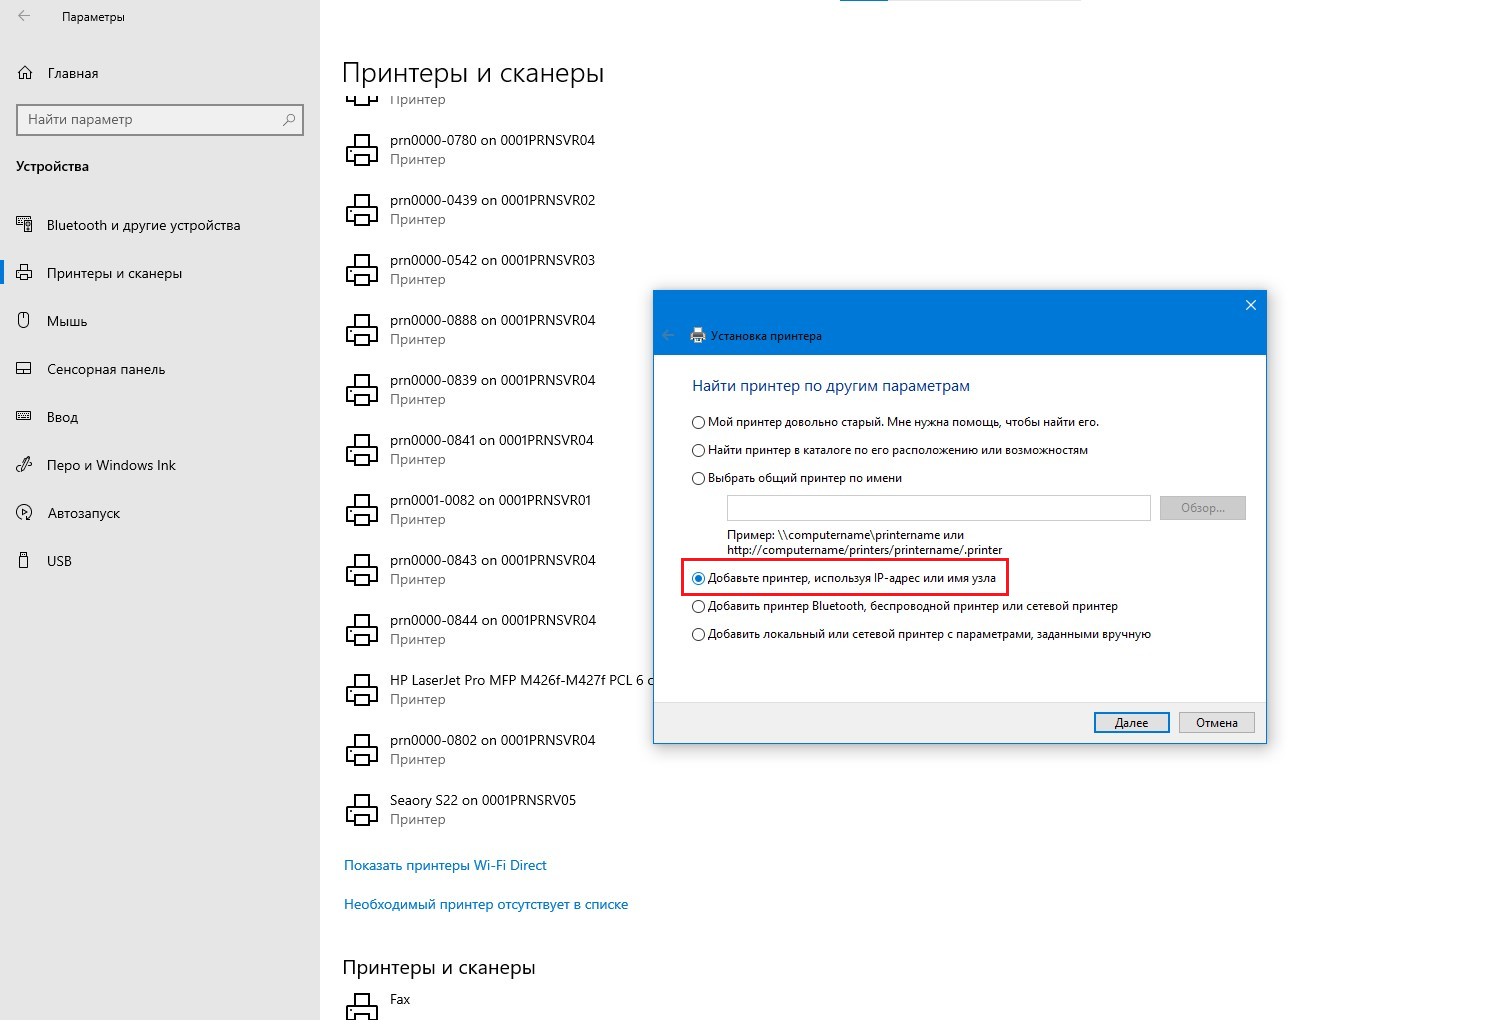 Параметры
Главная
Найти параметр
Устройства
Bluetooth и другие устройства
Принтеры и сканеры
Мышь
Сенсорная панель
Ввод
Перо и Windows Ink
Автозапуск
USB
Принтеры и сканеры
Принтер
prn0000-0780 on 0001PRNSVR04
Принтер
prn0000-0439 on 0001PRNSVR02
Принтер
prn0000-0542 on 0001PRNSVR03
Принтер
prn0000-0888 on 0001PRNSVR04
Принтер
prn0000-0839 on 0001PRNSVR04
Принтер
prn0000-0841 on 0001PRNSVR04
Принтер
prn0001-0082 on 0001PRNSVR01
Принтер
prn0000-0843 on 0001PRNSVR04
Принтер
prn0000-0844 on 0001PRNSVR04
Принтер
HP LaserJet Pro MFP M426f-M427f PCL 6 c
Принтер
prn0000-0802 on 0001PRNSVR04
Принтер
Seaory S22 on 0001PRNSRV05
Принтер
Показать принтеры Wi-Fi Direct
Необходимый принтер отсутствует в списке
Принтеры и сканеры
Fax
Установка принтера
Найти принтер по другим параметрам
Мой принтер довольно старый. Мне нужна помощь, чтобы найти его.
Найти принтер в каталоге по его расположению или возможностям
Выбрать общий принтер по имени
Обзор...
Пример: \\computername\printername или
http://computername/printers/printername/.printer
Добавьте принтер, используя IP-адрес или имя узла
Добавить принтер Bluetooth, беспроводной принтер или сетевой принтер
Добавить локальный или сетевой принтер с параметрами, заданными вручную
Далее
Отмена